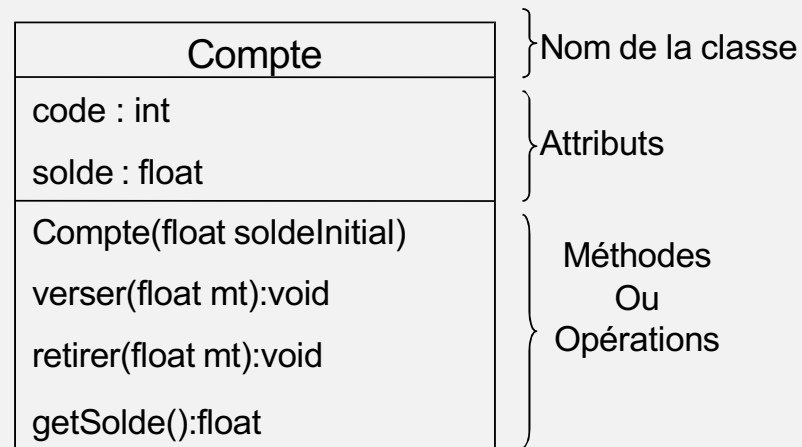 Compte
Nom de la classe
code : int
solde : float
Attributs
Compte(float soldeInitial)
verser(float mt):void
retirer(float mt):void
getSolde():float
Méthodes
Ou
Opérations